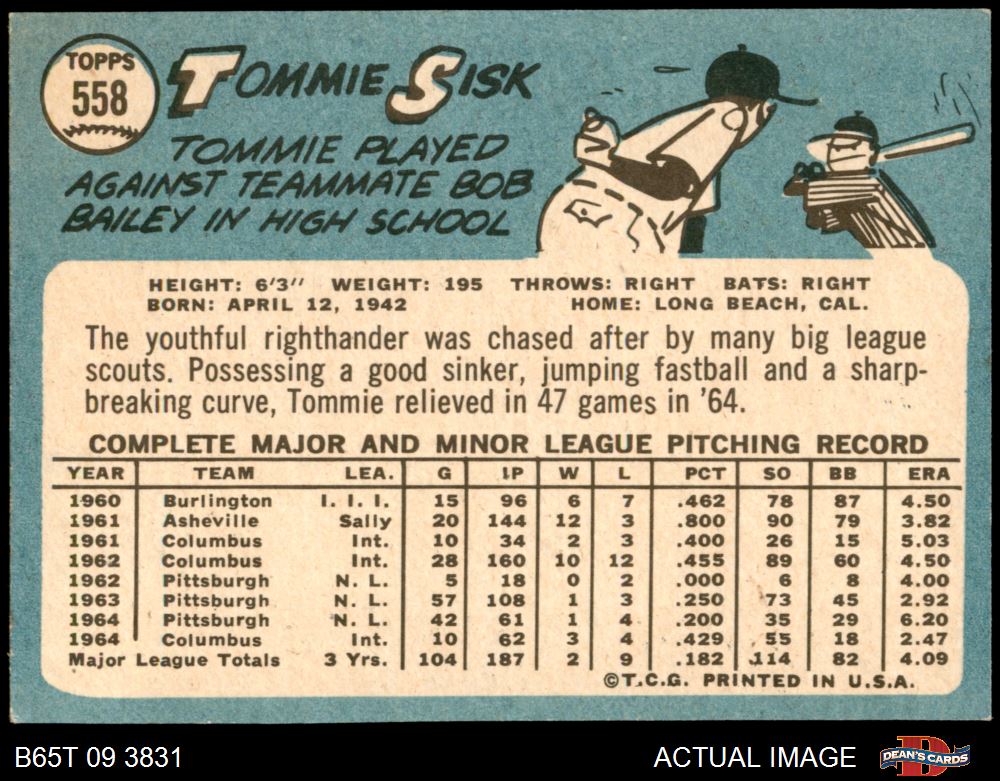 TOPPS
558
TOMMIE SISK
TOMMIE PLAYED
AGAINST TEAMMATE BOB
BAILEY IN HIGH SCHOOL
HEIGHT: 6'3" WEIGHT: 195 THROWS: RIGHT BATS: RIGHT
BORN: APRIL 12, 1942 HOME: LONG BEACH, CAL.
The youthful righthander was chased after by many big league
scouts. Possessing a good sinker, jumping fastball and a sharp-
breaking curve, Tommie relieved in 47 games in '64.
COMPLETE MAJOR AND MINOR LEAGUE PITCHING RECORD
YEAR TEAM LEA. G IP W L PCT SO BB ERA
1960 Burlington I. I. I. 15 96 6 7 .462 78 87 4.50
1961 Asheville Sally 20 144 12 3 .800 90 79 3.82
1961 Columbus Int. 10 34 2 3 .400 26 15 5.03
1962 Columbus Int. 28 160 10 12 .455 89 60 4.50
1962 Pittsburgh N. L. 5 18 0 2 .000 6 8 4.00
1963 Pittsburgh N. L. 57 108 1 3 .250 73 45 2.92
1964 Pittsburgh N. L. 42 61 1 4 .200 35 29 6.20
1964 Columbus Int. 10 62 3 4 .429 55 18 2.47
Major League Totals 3 Yrs. 104 187 2 9 .182 114 82 4.09
©T.C.G. PRINTED IN U.S.A.
B65T 09 3831 ACTUAL IMAGE DEAN'S CARDS